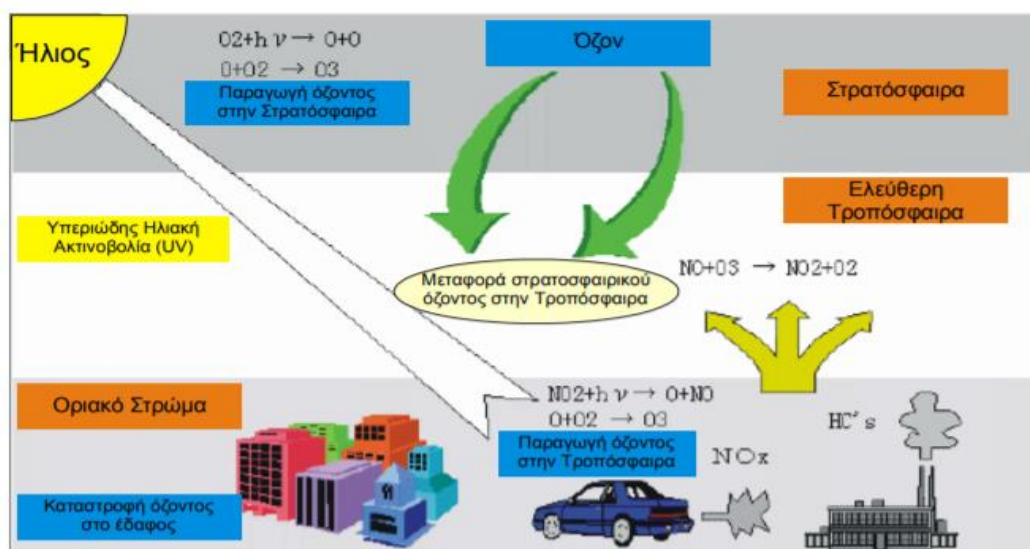 Ήλιος
O2+h ν → O+O
O+O2 → O3
Παραγωγή όζοντος
στην Στρατόσφαιρα
Όζον
Στρατόσφαιρα
Ελεύθερη
Τροπόσφαιρα
Υπεριώδης Ηλιακή
Ακτινοβολία (UV)
Μεταφορά στρατοσφαιρικού
όζοντος στην Τροπόσφαιρα
NO+O3 → NO2+O2
Οριακό Στρώμα
NO2+h ν → O+NO
O+O2 → O3
Παραγωγή όζοντος
στην Τροπόσφαιρα
NOx
HC's
Καταστροφή όζοντος
στο έδαφος